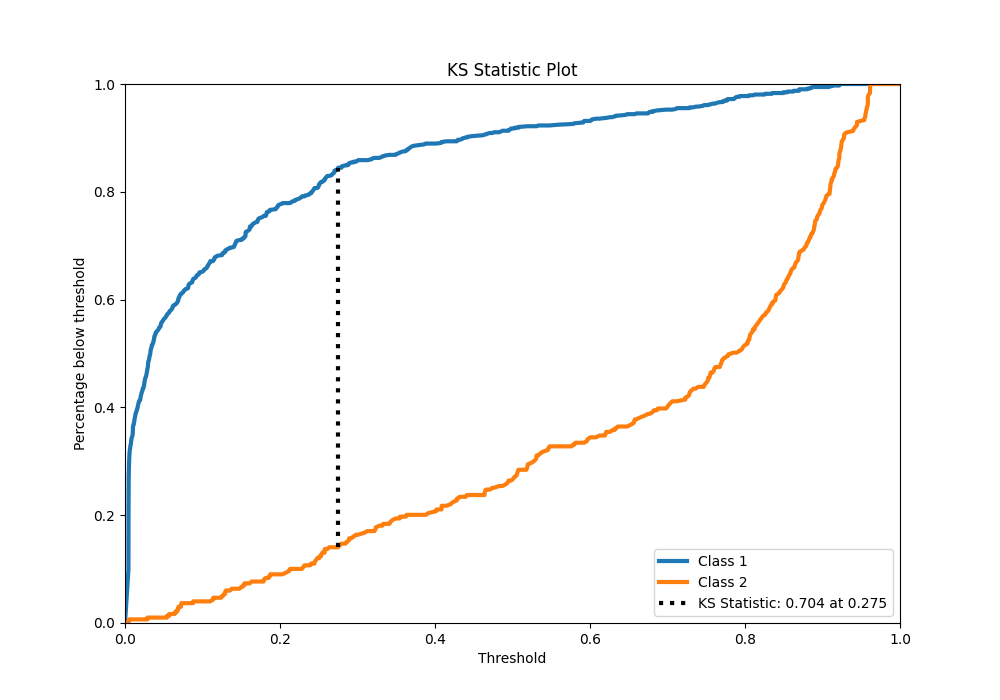 KS Statistic Plot
1.0
0.8
0.6
0.4
0.2
0.0
Percentage below threshold
Class 1
Class 2
KS Statistic: 0.704 at 0.275
0.0 0.2 0.4 0.6 0.8 1.0
Threshold